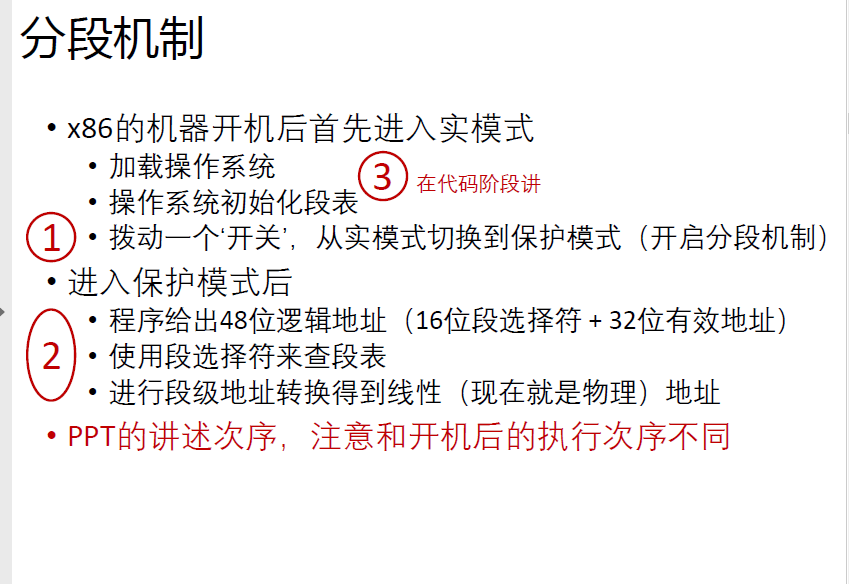 分段机制
• x86的机器开机后首先进入实模式
• 加载操作系统
③ 在代码阶段讲
• 操作系统初始化段表
① • 拨动一个‘开关’，从实模式切换到保护模式（开启分段机制）
• 进入保护模式后
• 程序给出48位逻辑地址（16位段选择符 + 32位有效地址）
② • 使用段选择符来查段表
• 进行段级地址转换得到线性（现在就是物理）地址
• PPT的讲述次序，注意和开机后的执行次序不同